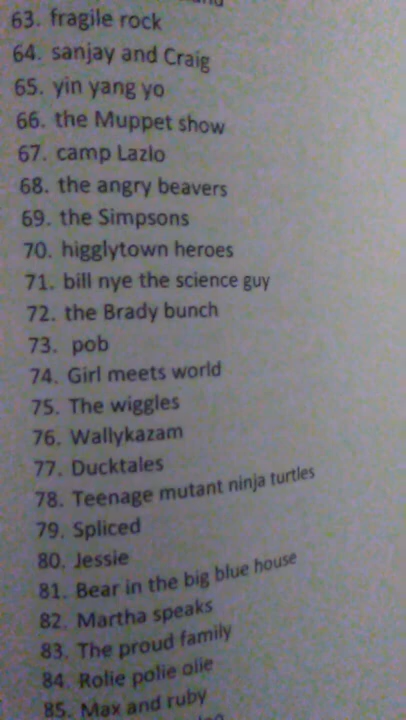 63. fragile rock
64. sanjay and Craig
65. yin yang yo
66. the Muppet show
67. camp Lazlo
68. the angry beavers
69. the Simpsons
70. higglytown heroes
71. bill nye the science guy
72. the Brady bunch
73. pob
74. Girl meets world
75. The wiggles
76. Wallykazam
77. Ducktales
78. Teenage mutant ninja turtles
79. Spliced
80. Jessie
81. Bear in the big blue house
82. Martha speaks
83. The proud family
84. Rolie polie olie
85. Max and ruby